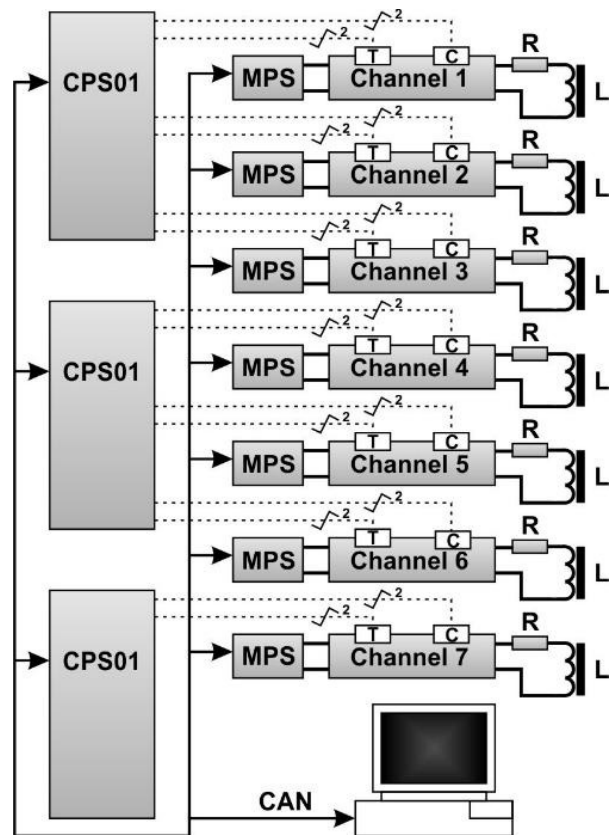 CPS01
2
2
T
C
R
MPS
Channel 1
L
2
2
T
C
R
MPS
Channel 2
L
2
2
T
C
R
MPS
Channel 3
L
CPS01
2
2
T
C
R
MPS
Channel 4
L
2
2
T
C
R
MPS
Channel 5
L
2
2
T
C
R
MPS
Channel 6
L
CPS01
2
2
T
C
R
MPS
Channel 7
L
CAN